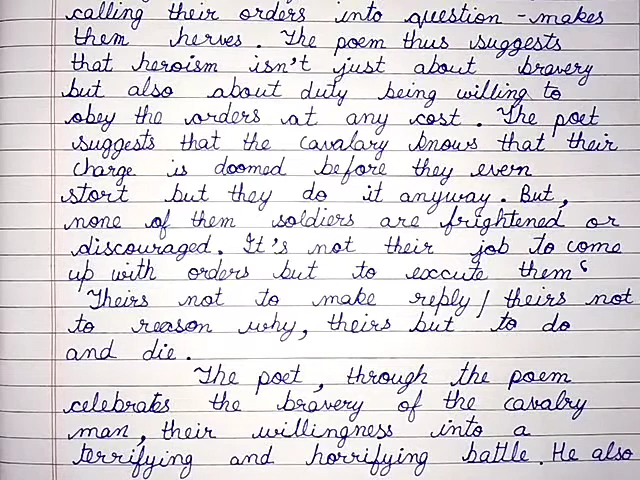 calling their orders into question - makes
them heroes. The poem thus suggests
that heroism isn't just about bravery
but also about duty being willing to
obey the orders at any cost. The poet
suggests that the cavalary knows that their
charge is doomed before they even
start but they do it anyway. But,
none of them soldiers are frightened or
discouraged. It's not their job to come
up with orders but to excute them‘
Theirs not to make reply / theirs not
to reason why, theirs but to do
and die.
The poet, through the poem
celebrates the bravery of the cavalry
man, their willingness into a
terrifying and horrifying battle. He also